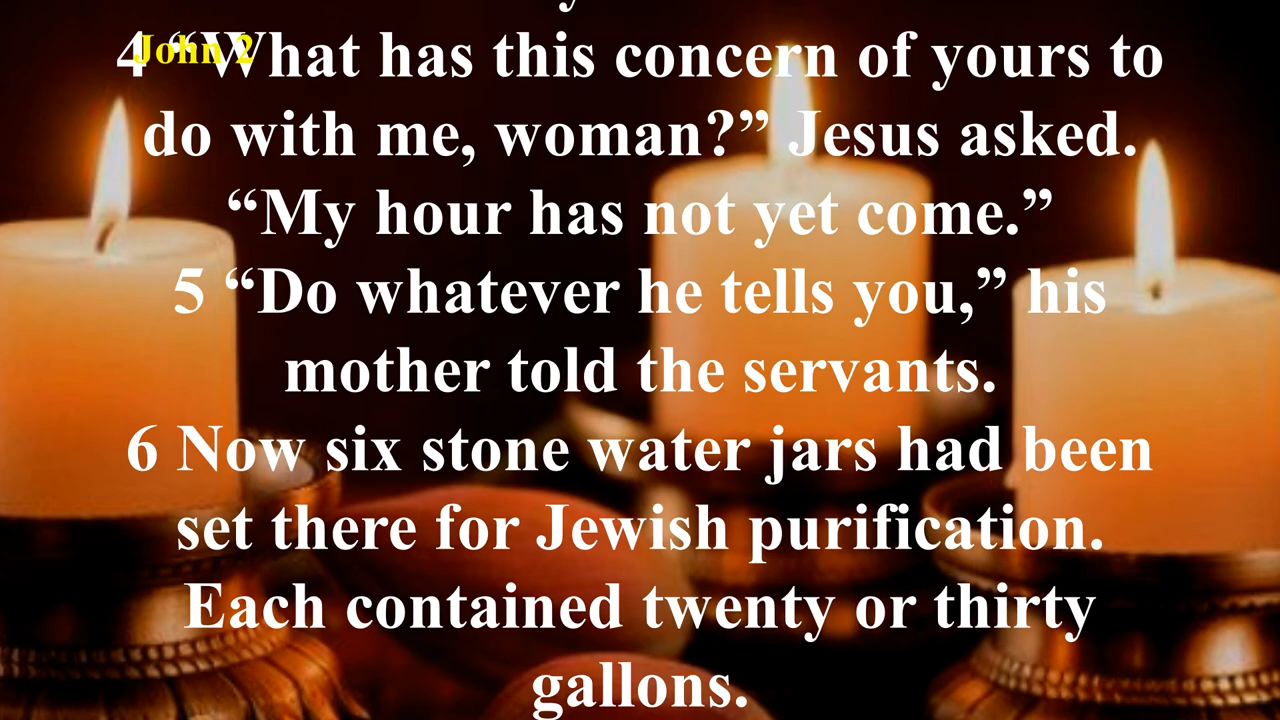 John 2
4 “What has this concern of yours to
do with me, woman?” Jesus asked.
“My hour has not yet come.”
5 “Do whatever he tells you,” his
mother told the servants.
6 Now six stone water jars had been
set there for Jewish purification.
Each contained twenty or thirty
gallons.